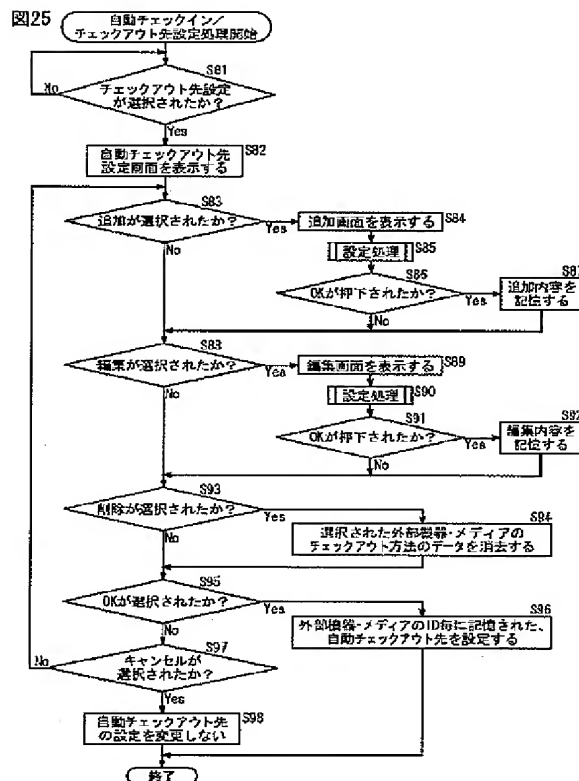 図25
自動チェックイン／
チェックアウト先設定処理開始
S81
チェックアウト先設定
が選択されたか？
No
Yes
自動チェックアウト先
設定画面を表示する
S82
S83
追加が選択されたか？
Yes
No
追加画面を表示する
S84
設定処理
S85
S86
OKが押下されたか？
Yes
No
S87
追加内容を
記憶する
S88
編集が選択されたか？
Yes
No
編集画面を表示する
S89
設定処理
S90
S91
OKが押下されたか？
Yes
No
S92
編集内容を
記憶する
S93
削除が選択されたか？
Yes
No
S94
選択された外部機器・メディアの
チェックアウト方法のデータを消去する
S95
OKが選択されたか？
Yes
No
S96
外部機器・メディアのID毎に記憶された、
自動チェックアウト先を設定する
S97
キャンセルが
選択されたか？
No
Yes
自動チェックアウト先
の設定を変更しない
S98
終了